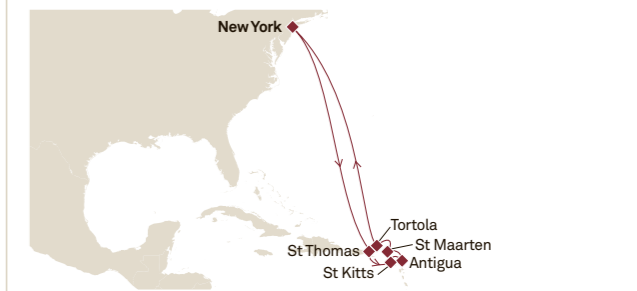 New York
Tortola
St Thomas
St Maarten
St Kitts
Antigua